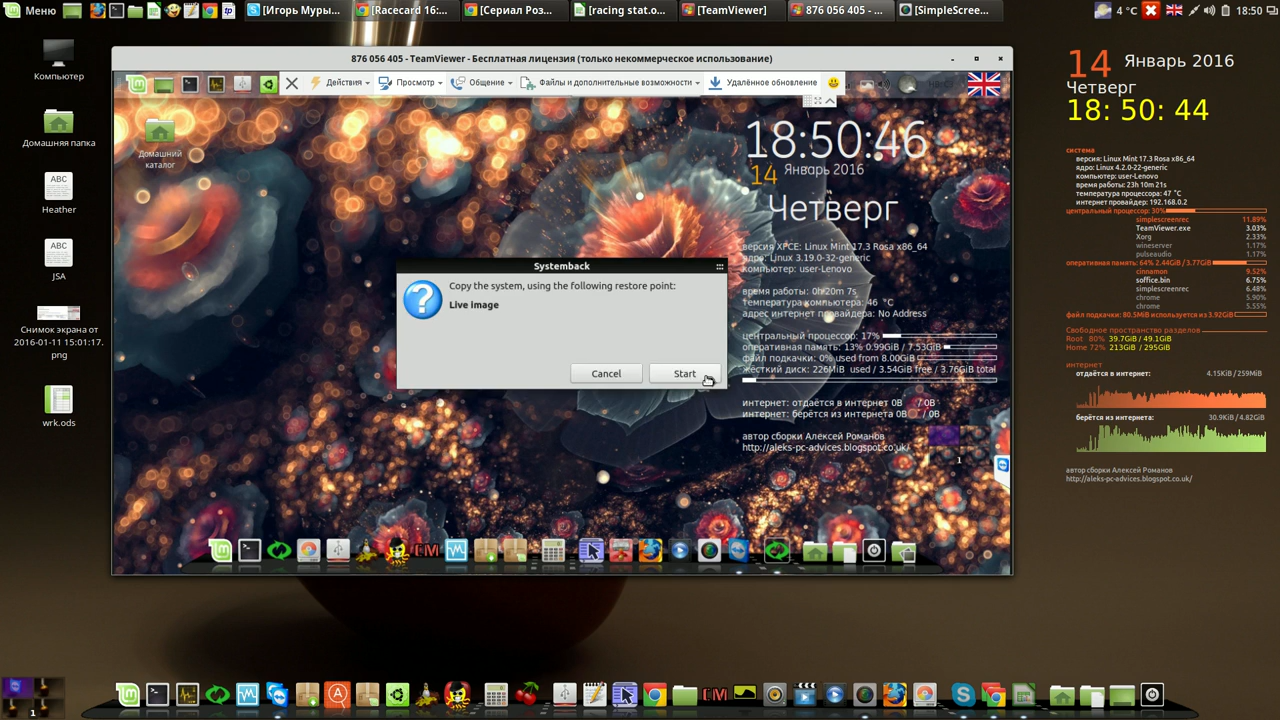 Меню
[Игорь Муры...
[Racecard 16:...
[Сериал Роз...
[racing stat.o...
[TeamViewer]
876 056 405 - ...
[SimpleScree...
4 °C
18:50
Компьютер
Домашняя папка
ABC
Heather
ABC
JSA
Снимок экрана от
2016-01-11 15:01:17.
png
wrk.ods
876 056 405 - TeamViewer - Бесплатная лицензия (только некоммерческое использование)
Действия
Просмотр
Общение
Файлы и дополнительные возможности
Удалённое обновление
Домашний
каталог
18:50:46
14 Январь 2016
Четверг
версия XFCE: Linux Mint 17.3 Rosa x86_64
ядро: Linux 3.19.0-32-generic
компьютер: user-Lenovo
время работы: 0h 20m 7s
температура компьютера: 46 °C
адрес интернет провайдера: No Address
центральный процессор: 17%
оперативная память: 13% 0.99GiB / 7.53GiB
файл подкачки: 0% used from 8.00GiB
жёсткий диск: 226MiB used / 3.54GiB free / 3.76GiB total
интернет: отдаётся в интернет 0B / 0B
интернет: берётся из интернета 0B / 0B
автор сборки Алексей Романов
http://aleks-pc-advices.blogspot.co.uk/
1
Systemback
Copy the system, using the following restore point:
Live image
Cancel
Start
CM
14 Январь 2016
Четверг
18: 50: 44
система
версия: Linux Mint 17.3 Rosa x86_64
ядро: Linux 4.2.0-22-generic
компьютер: user-Lenovo
время работы: 23h 10m 21s
температура процессора: 47 °C
интернет провайдер: 192.168.0.2
центральный процессор: 30%
simplescreenrec 11.89%
TeamViewer.exe 3.03%
Xorg 2.33%
wineserver 1.17%
pulseaudio 1.17%
оперативная память: 64% 2.44GiB / 3.77GiB
cinnamon 9.52%
soffice.bin 6.75%
simplescreenrec 6.48%
chrome 5.90%
chrome 5.55%
файл подкачки: 80.5MiB используется из 3.92GiB
Свободное пространство разделов
Root 80% 39.7GiB / 49.1GiB
Home 72% 213GiB / 295GiB
интернет
отдаётся в интернет: 4.15KiB / 259MiB
берётся из интернета: 30.9KiB / 4.82GiB
автор сборки Алексей Романов
http://aleks-pc-advices.blogspot.co.uk/
1
CM